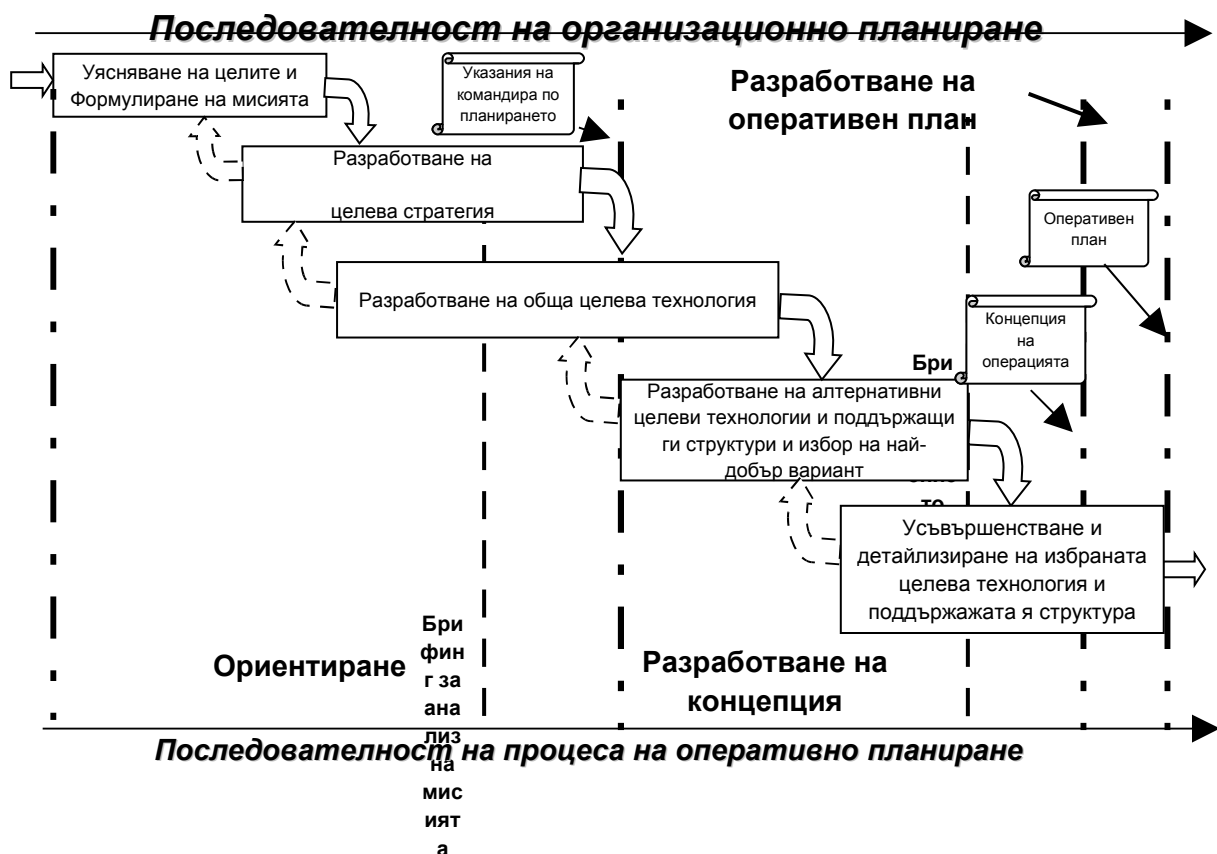 Последователност на организационно планиране
Уясняване на целите и
Формулиране на мисията
Указания на
командира по
планирането
Разработване на
оперативен план
Разработване на
целева стратегия
Оперативен
план
Разработване на обща целева технология
Концепция
на
операцията
Бри
Разработване на алтернативни
целеви технологии и поддържащи
ги структури и избор на най-
добър вариант
то
Усъвършенстване и
детайлизиране на избраната
целева технология и
поддържажата я структура
Ориентиране
Бри
фин
г за
ана
лиз
на
мис
ият
а
Разработване на
концепция
Последователност на процеса на оперативно планиране